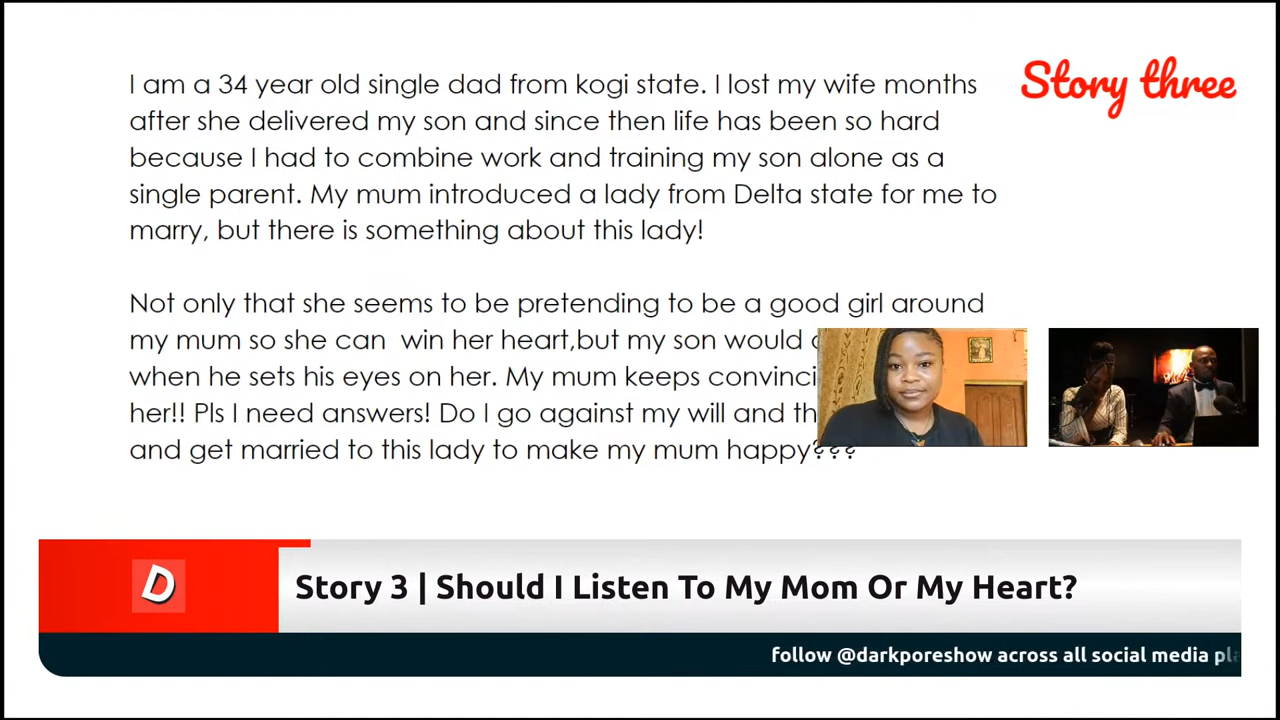 Story three
I am a 34 year old single dad from kogi state. I lost my wife months
after she delivered my son and since then life has been so hard
because I had to combine work and training my son alone as a
single parent. My mum introduced a lady from Delta state for me to
marry, but there is something about this lady!
Not only that she seems to be pretending to be a good girl around
my mum so she can win her heart,but my son would
when he sets his eyes on her. My mum keeps
her!! Pls I need answers! Do I go against my will and
and get married to this lady to make my mum happy???
D
Story 3 | Should I Listen To My Mom Or My Heart?
follow @darkporeshow across all social media